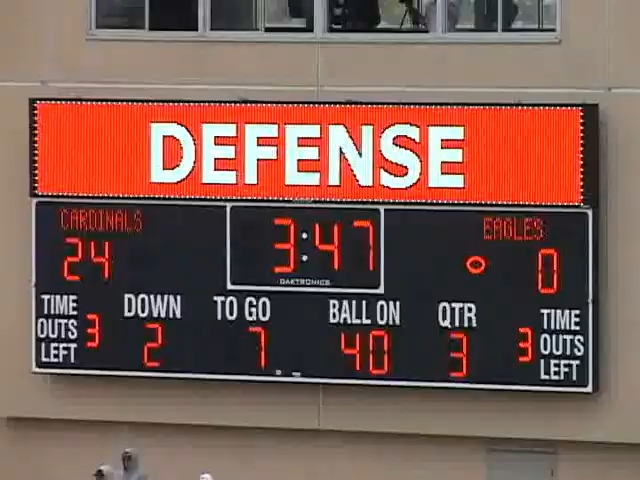 DEFENSE
CARDINALS 3:47 EAGLES
24 0
DAKTRONICS
TIME OUTS LEFT 3
DOWN 2
TO GO 7
BALL ON 40
QTR 3
3 TIME OUTS LEFT